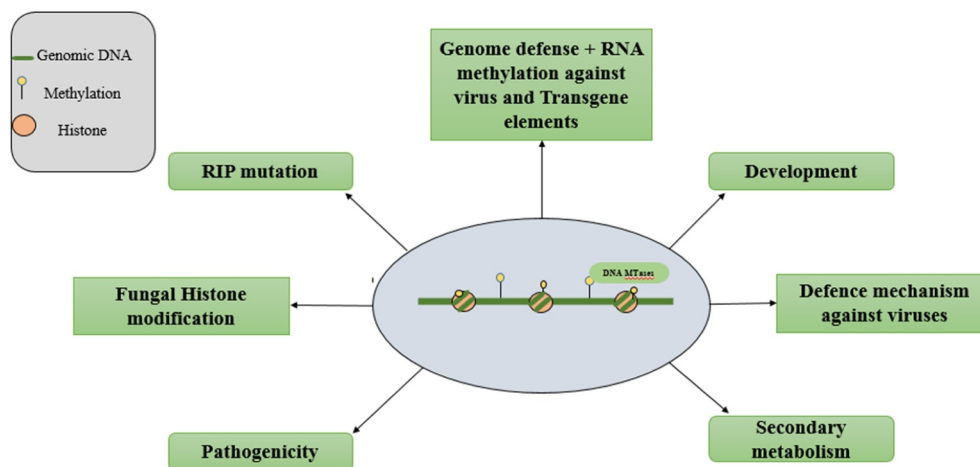 Genomic DNA
Methylation
Histone
Genome defense + RNA
methylation against
virus and Transgene
elements
RIP mutation
Development
DNA MTases
Fungal Histone
modification
Defence mechanism
against viruses
Pathogenicity
Secondary
metabolism